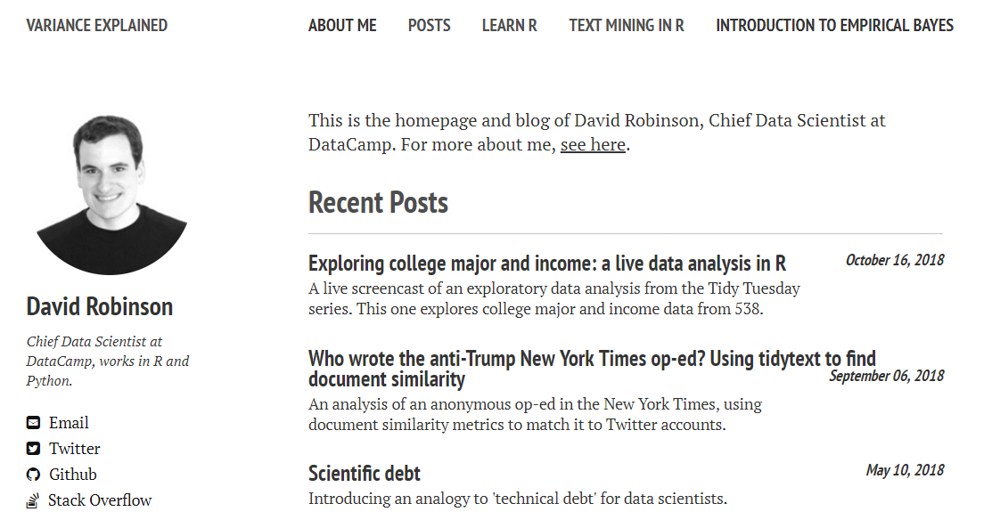 VARIANCE EXPLAINED
ABOUT ME POSTS LEARN R TEXT MINING IN R INTRODUCTION TO EMPIRICAL BAYES
David Robinson
Chief Data Scientist at
DataCamp, works in R and
Python.
Email
Twitter
Github
Stack Overflow
This is the homepage and blog of David Robinson, Chief Data Scientist at
DataCamp. For more about me, see here.
Recent Posts
Exploring college major and income: a live data analysis in R
October 16, 2018
A live screencast of an exploratory data analysis from the Tidy Tuesday
series. This one explores college major and income data from 538.
Who wrote the anti-Trump New York Times op-ed? Using tidytext to find
document similarity
September 06, 2018
An analysis of an anonymous op-ed in the New York Times, using
document similarity metrics to match it to Twitter accounts.
Scientific debt
May 10, 2018
Introducing an analogy to 'technical debt' for data scientists.